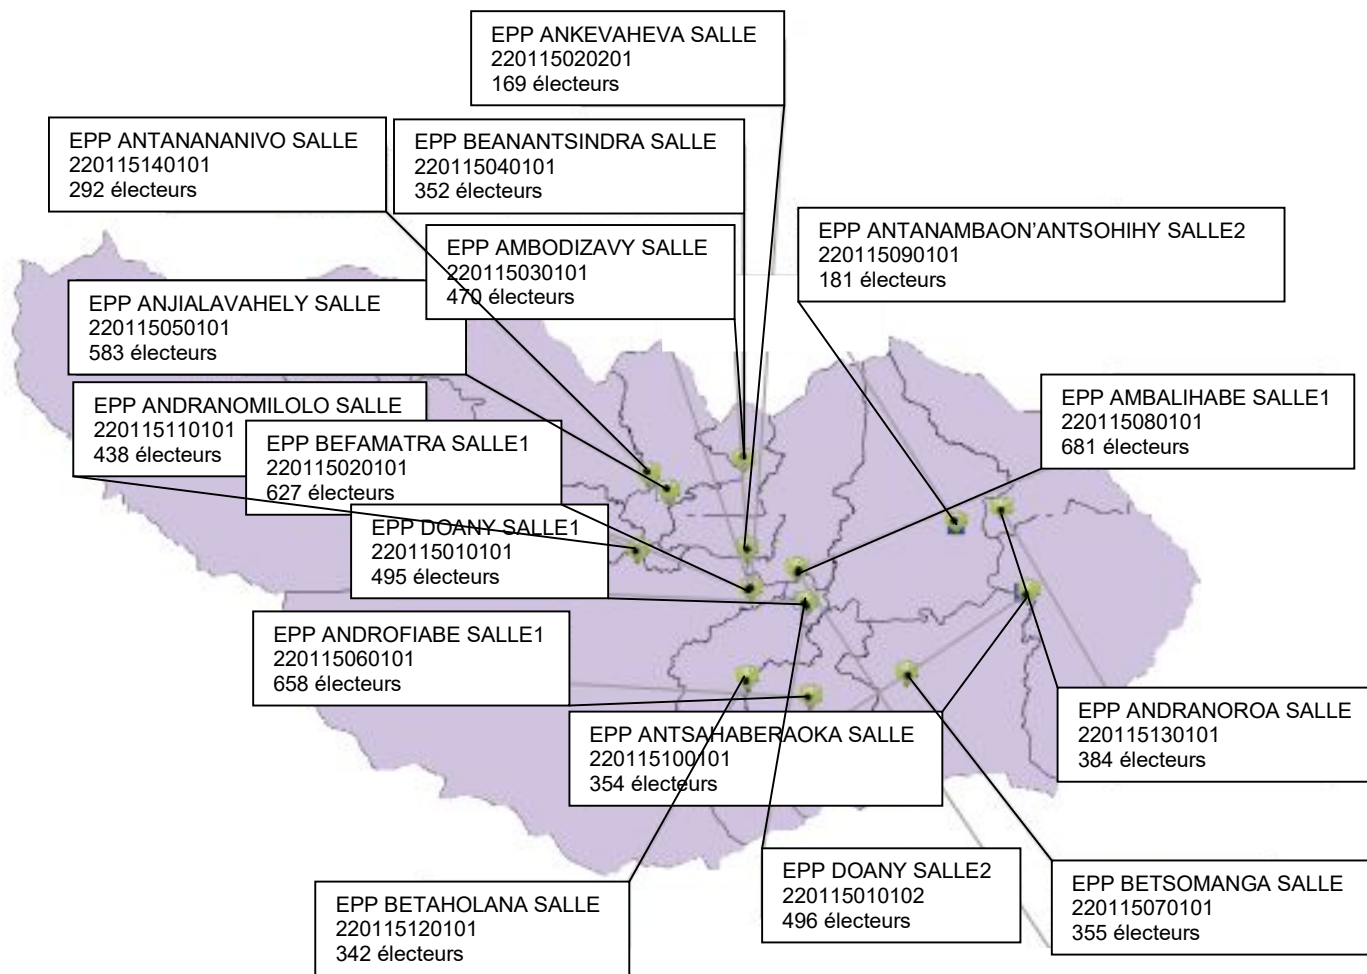 EPP ANKEVAHEVA SALLE
220115020201
169 électeurs
EPP ANTANANANIVO SALLE
220115140101
292 électeurs
EPP BEANANTSINDRA SALLE
220115040101
352 électeurs
EPP ANTANAMBAON'ANTSOHIHY SALLE2
220115090101
181 électeurs
EPP AMBODIZAVY SALLE
220115030101
470 électeurs
EPP ANJIALAVAHELY SALLE
220115050101
583 électeurs
EPP ANDRANOMILOLO SALLE
220115110101
438 électeurs
EPP AMBALIHABE SALLE1
220115080101
681 électeurs
EPP BEFAMATRA SALLE1
220115020101
627 électeurs
EPP DOANY SALLE1
220115010101
495 électeurs
EPP ANDROFIABE SALLE1
220115060101
658 électeurs
EPP ANTSAHABERAOKA SALLE
220115100101
354 électeurs
EPP ANDRANOROA SALLE
220115130101
384 électeurs
EPP DOANY SALLE2
220115010102
496 électeurs
EPP BETSOMANGA SALLE
220115070101
355 électeurs
EPP BETAHOLANA SALLE
220115120101
342 électeurs